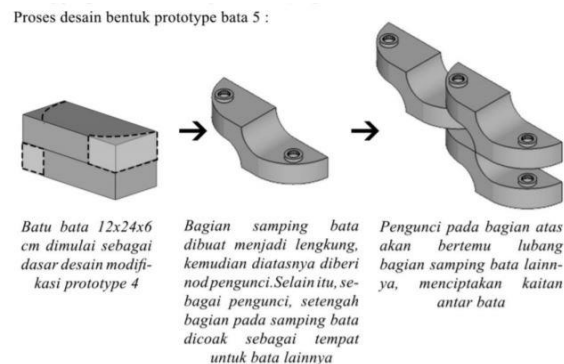 Proses desain bentuk prototype bata 5 :
Batu bata 12x24x6
cm dimulai sebagai
dasar desain modifi-
kasi prototype 4
Bagian samping bata
dibuat menjadi lengkung,
kemudian diatasnya diberi
nod pengunci.Selain itu, se-
bagai pengunci, setengah
bagian pada samping bata
dicoak sebagai tempat
untuk bata lainnya
Pengunci pada bagian atas
akan bertemu lubang
bagian samping bata lainn-
ya, menciptakan kaitan
antar bata